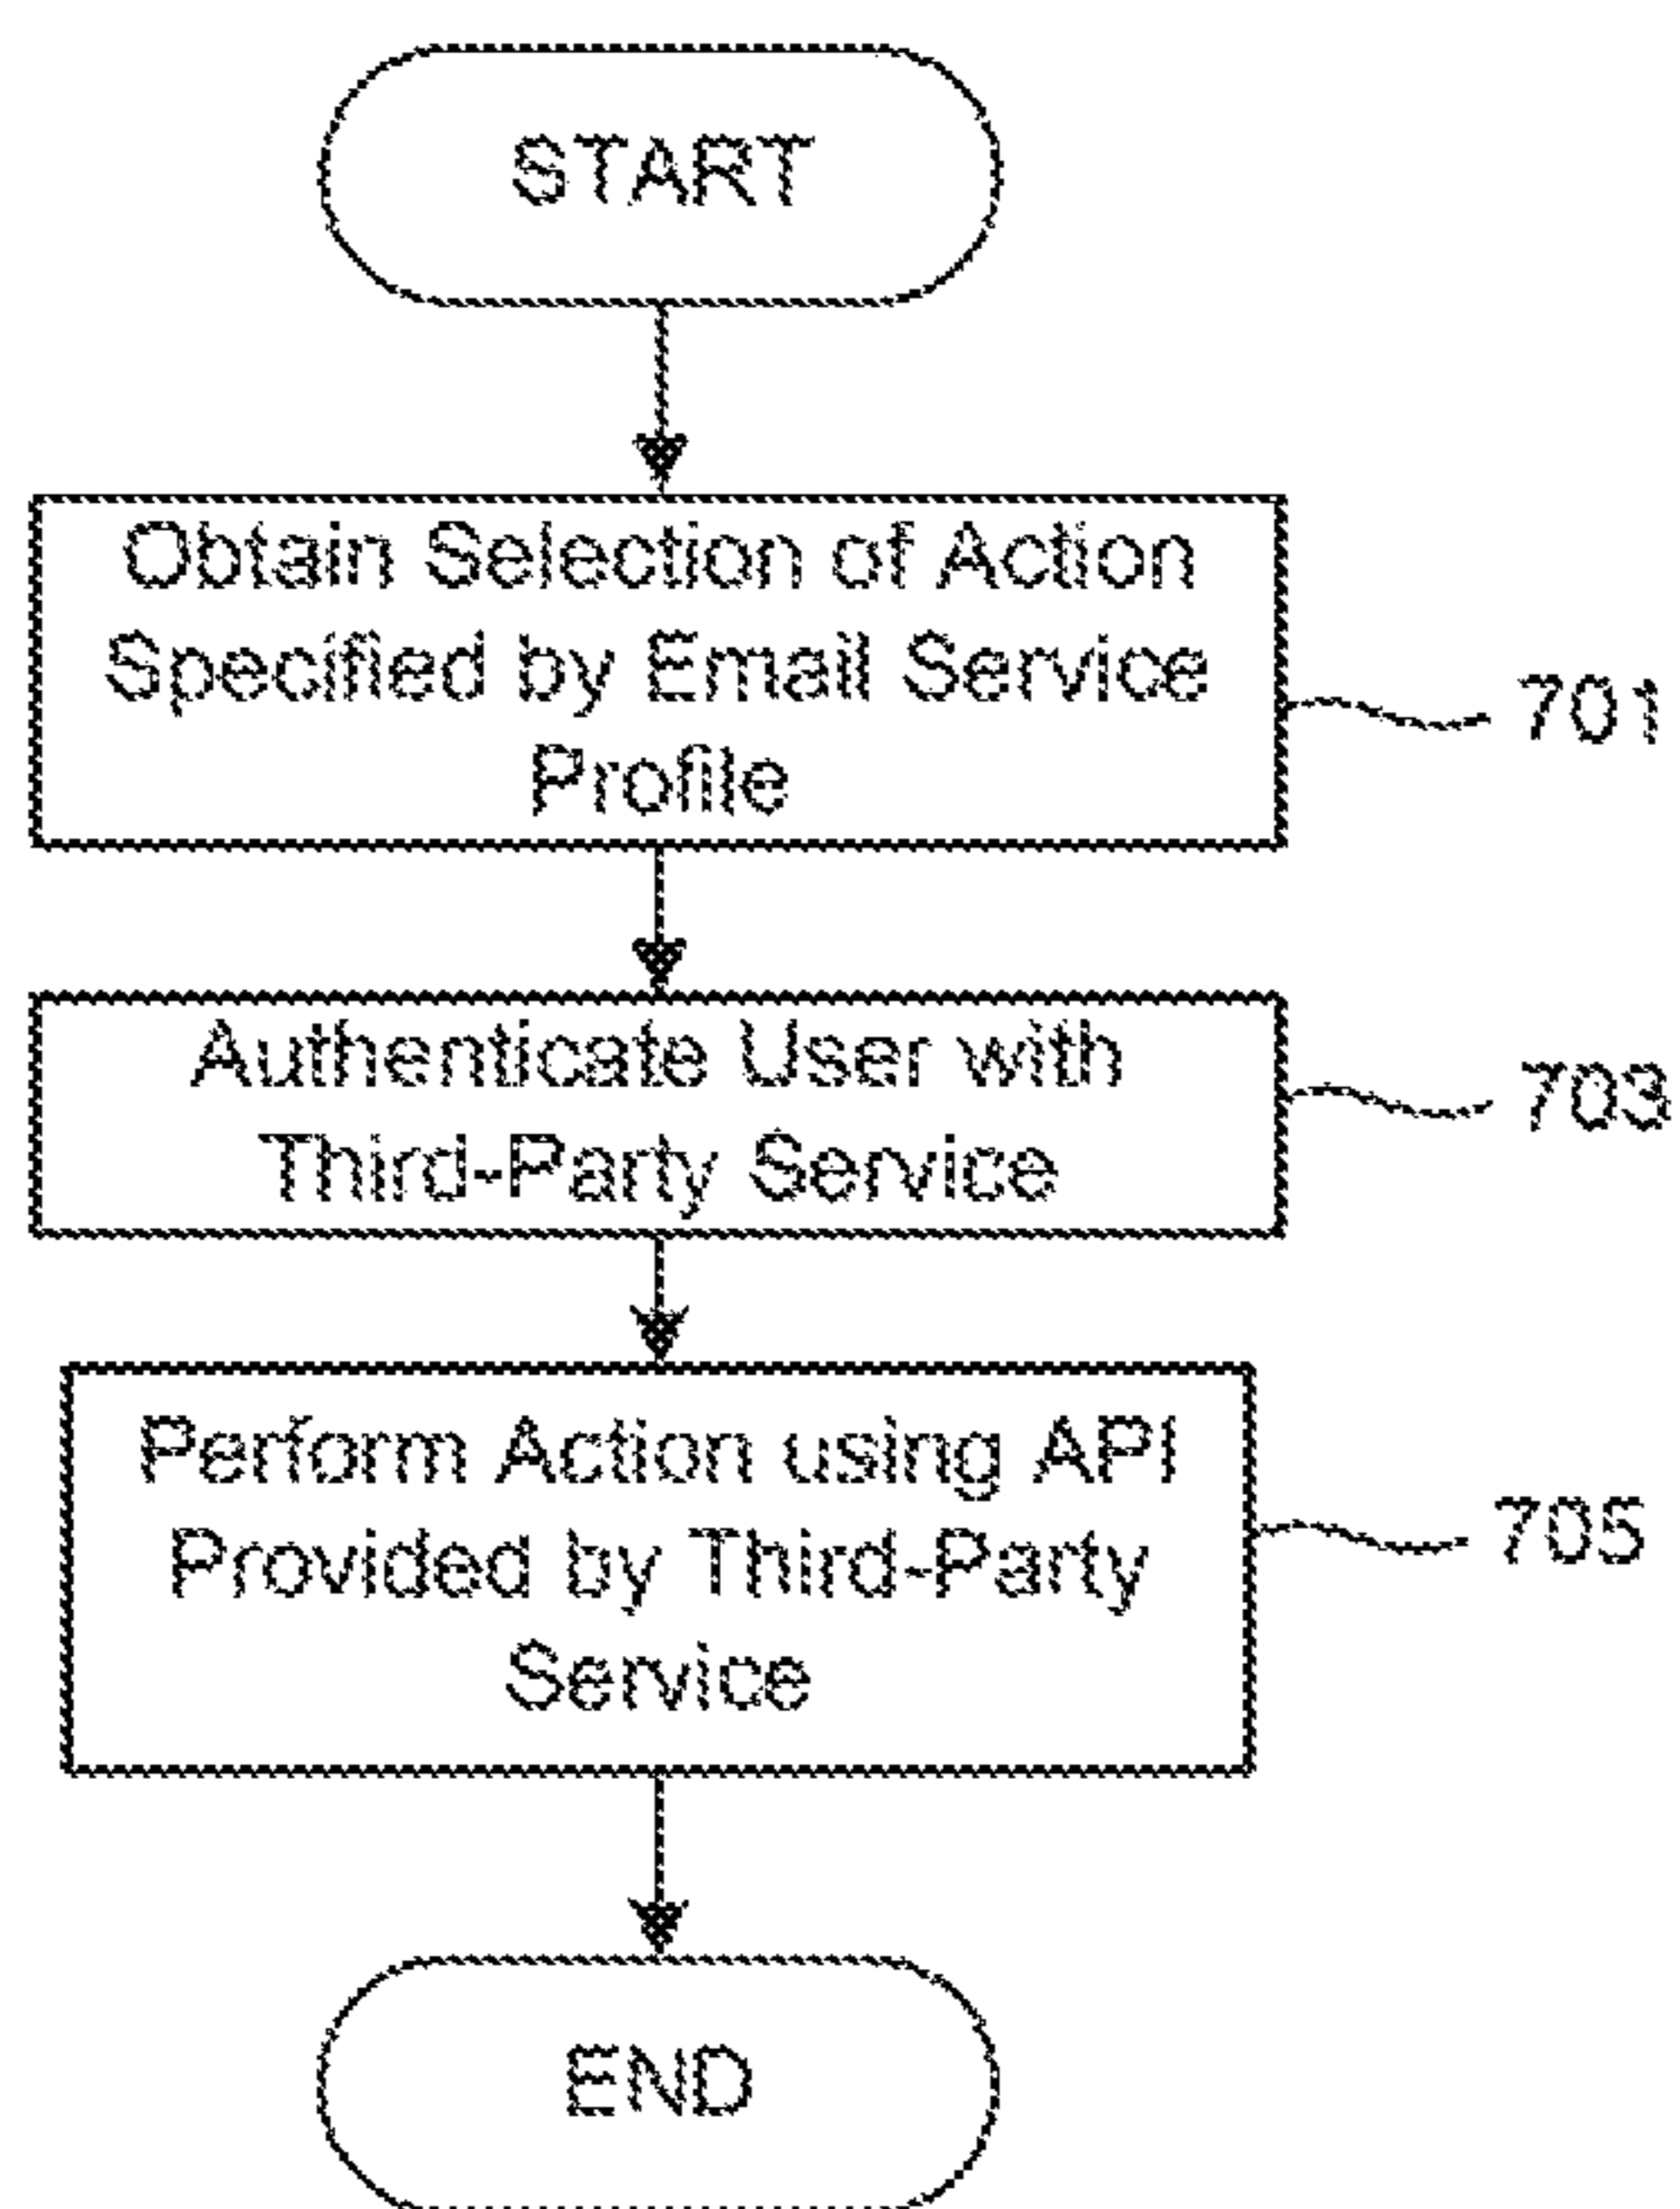 START
Obtain Selection of Action
Specified by Email Service
Profile
701
Authenticate User with
Third-Party Service
703
Perform Action using API
Provided by Third-Party
Service
705
END